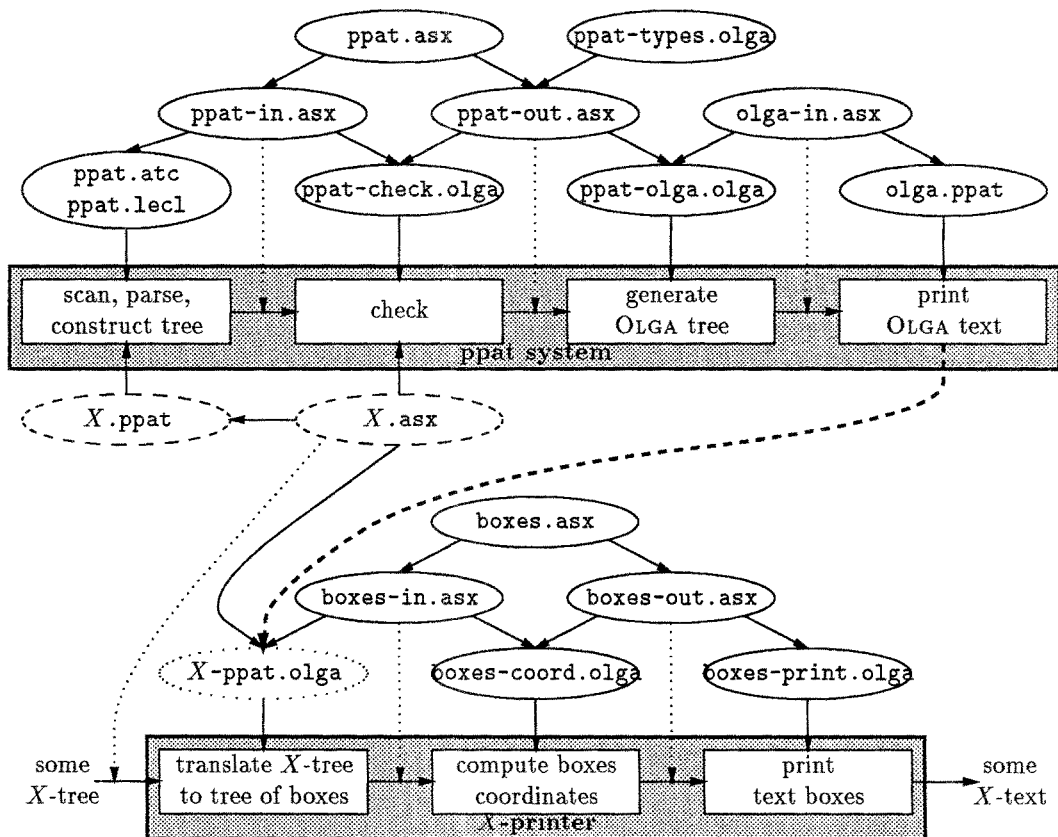 ppat.asx
ppat-types.olga
ppat-in.asx
ppat-out.asx
olga-in.asx
ppat.atc
ppat.lecl
ppat-check.olga
ppat-olga.olga
olga.ppat
scan, parse,
construct tree
check
generate
OLGA tree
print
OLGA text
ppat system
X.ppat
X.asx
boxes.asx
boxes-in.asx
boxes-out.asx
X-ppat.olga
boxes-coord.olga
boxes-print.olga
some
X-tree
translate X-tree
to tree of boxes
compute boxes
coordinates
print
text boxes
some
X-text
X-printer